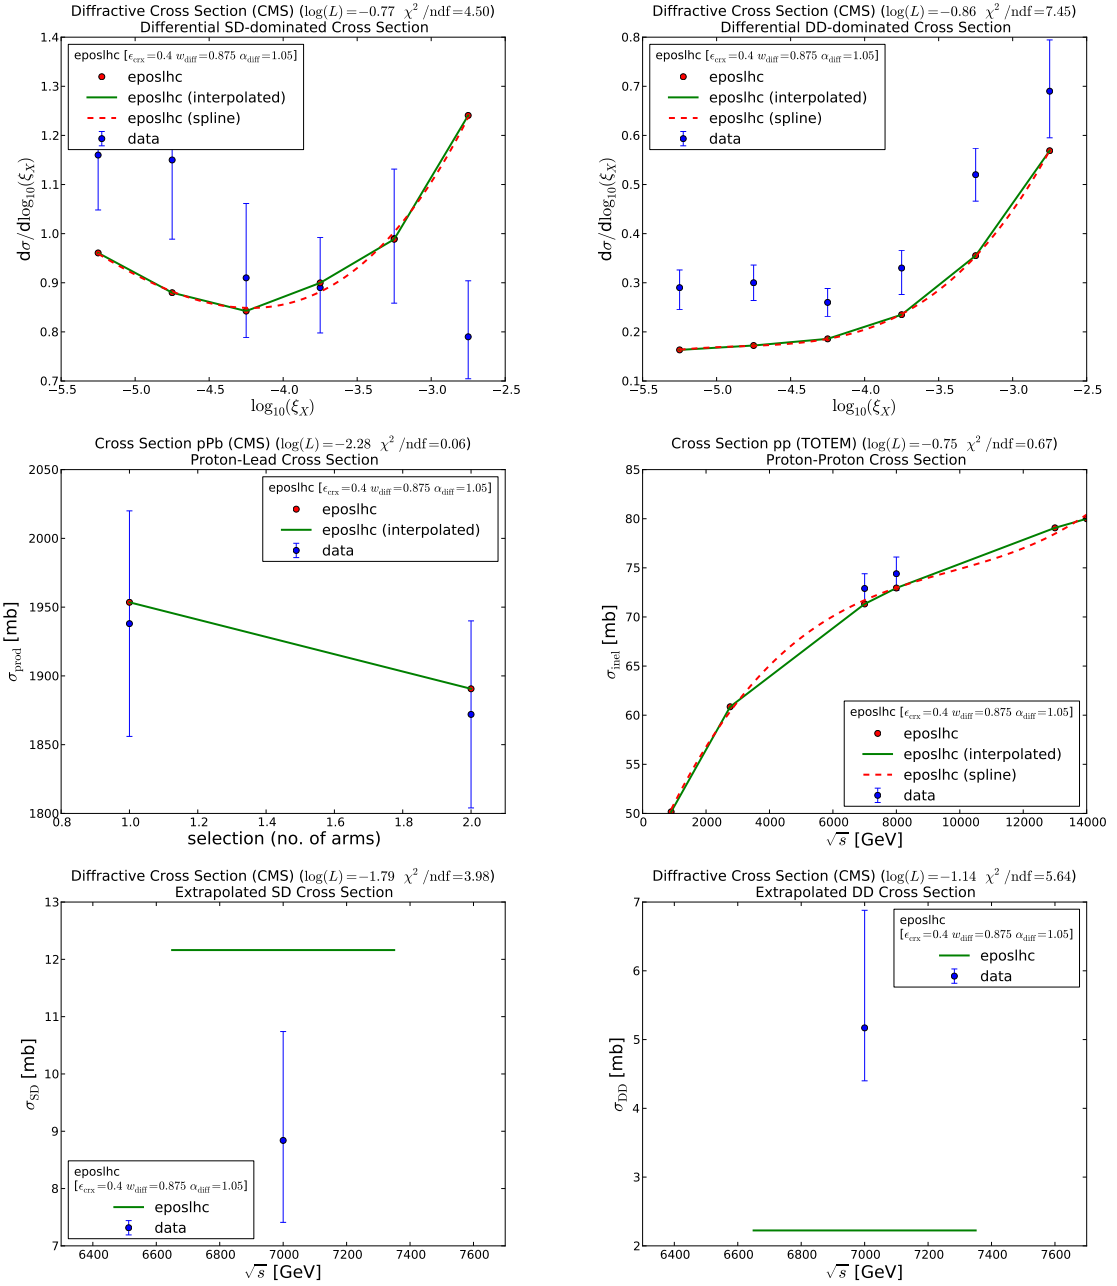 Diffractive Cross Section (CMS) (log(L)=−0.77 χ²/ndf=4.50)
Differential SD-dominated Cross Section
1.4
1.3
1.2
1.1
1.0
0.9
0.8
0.7
dσ/dlog₁₀(ξ_X)
eposlhc [ϵ_crx=0.4 w_diff=0.875 α_diff=1.05]
eposlhc
eposlhc (interpolated)
eposlhc (spline)
data
−5.5 −5.0 −4.5 −4.0 −3.5 −3.0 −2.5
log₁₀(ξ_X)
Diffractive Cross Section (CMS) (log(L)=−0.86 χ²/ndf=7.45)
Differential DD-dominated Cross Section
0.8
0.7
0.6
0.5
0.4
0.3
0.2
0.1
dσ/dlog₁₀(ξ_X)
eposlhc [ϵ_crx=0.4 w_diff=0.875 α_diff=1.05]
eposlhc
eposlhc (interpolated)
eposlhc (spline)
data
−5.5 −5.0 −4.5 −4.0 −3.5 −3.0 −2.5
log₁₀(ξ_X)
Cross Section pPb (CMS) (log(L)=−2.28 χ²/ndf=0.06)
Proton-Lead Cross Section
2050
2000
1950
1900
1850
1800
σ_prod [mb]
eposlhc [ϵ_crx=0.4 w_diff=0.875 α_diff=1.05]
eposlhc
eposlhc (interpolated)
data
0.8 1.0 1.2 1.4 1.6 1.8 2.0
selection (no. of arms)
Cross Section pp (TOTEM) (log(L)=−0.75 χ²/ndf=0.67)
Proton-Proton Cross Section
85
80
75
70
65
60
55
50
σ_inel [mb]
eposlhc [ϵ_crx=0.4 w_diff=0.875 α_diff=1.05]
eposlhc
eposlhc (interpolated)
eposlhc (spline)
data
0 2000 4000 6000 8000 10000 12000 14000
√s [GeV]
Diffractive Cross Section (CMS) (log(L)=−1.79 χ²/ndf=3.98)
Extrapolated SD Cross Section
13
12
11
10
9
8
7
σ_SD [mb]
eposlhc
[ϵ_crx=0.4 w_diff=0.875 α_diff=1.05]
eposlhc
data
6400 6600 6800 7000 7200 7400 7600
√s [GeV]
Diffractive Cross Section (CMS) (log(L)=−1.14 χ²/ndf=5.64)
Extrapolated DD Cross Section
7
6
5
4
3
2
σ_DD [mb]
eposlhc
[ϵ_crx=0.4 w_diff=0.875 α_diff=1.05]
eposlhc
data
6400 6600 6800 7000 7200 7400 7600
√s [GeV]